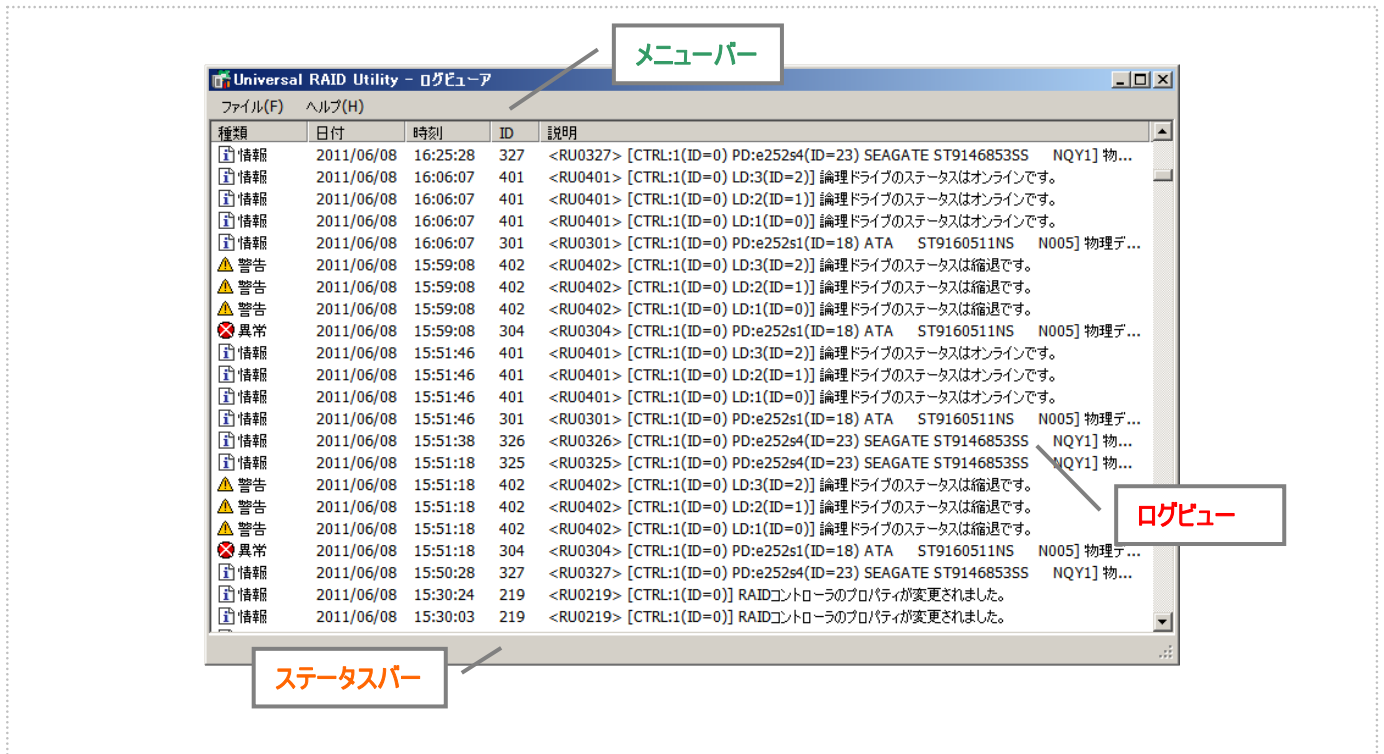 メニューバー
Universal RAID Utility - ログビューア
ファイル(F) ヘルプ(H)
種類 日付 時刻 ID 説明
情報 2011/06/08 16:25:28 327 <RU0327> [CTRL:1(ID=0) PD:e252s4(ID=23) SEAGATE ST9146853SS NQY1] 物...
情報 2011/06/08 16:06:07 401 <RU0401> [CTRL:1(ID=0) LD:3(ID=2)] 論理ドライブのステータスはオンラインです。
情報 2011/06/08 16:06:07 401 <RU0401> [CTRL:1(ID=0) LD:2(ID=1)] 論理ドライブのステータスはオンラインです。
情報 2011/06/08 16:06:07 401 <RU0401> [CTRL:1(ID=0) LD:1(ID=0)] 論理ドライブのステータスはオンラインです。
情報 2011/06/08 16:06:07 301 <RU0301> [CTRL:1(ID=0) PD:e252s1(ID=18) ATA ST9160511NS N005] 物理デ...
警告 2011/06/08 15:59:08 402 <RU0402> [CTRL:1(ID=0) LD:3(ID=2)] 論理ドライブのステータスは縮退です。
警告 2011/06/08 15:59:08 402 <RU0402> [CTRL:1(ID=0) LD:2(ID=1)] 論理ドライブのステータスは縮退です。
警告 2011/06/08 15:59:08 402 <RU0402> [CTRL:1(ID=0) LD:1(ID=0)] 論理ドライブのステータスは縮退です。
異常 2011/06/08 15:59:08 304 <RU0304> [CTRL:1(ID=0) PD:e252s1(ID=18) ATA ST9160511NS N005] 物理デ...
情報 2011/06/08 15:51:46 401 <RU0401> [CTRL:1(ID=0) LD:3(ID=2)] 論理ドライブのステータスはオンラインです。
情報 2011/06/08 15:51:46 401 <RU0401> [CTRL:1(ID=0) LD:2(ID=1)] 論理ドライブのステータスはオンラインです。
情報 2011/06/08 15:51:46 401 <RU0401> [CTRL:1(ID=0) LD:1(ID=0)] 論理ドライブのステータスはオンラインです。
情報 2011/06/08 15:51:46 301 <RU0301> [CTRL:1(ID=0) PD:e252s1(ID=18) ATA ST9160511NS N005] 物理デ...
情報 2011/06/08 15:51:38 326 <RU0326> [CTRL:1(ID=0) PD:e252s4(ID=23) SEAGATE ST9146853SS NQY1] 物...
情報 2011/06/08 15:51:18 325 <RU0325> [CTRL:1(ID=0) PD:e252s4(ID=23) SEAGATE ST9146853SS NQY1] 物...
警告 2011/06/08 15:51:18 402 <RU0402> [CTRL:1(ID=0) LD:3(ID=2)] 論理ドライブのステータスは縮退です。
警告 2011/06/08 15:51:18 402 <RU0402> [CTRL:1(ID=0) LD:2(ID=1)] 論理ドライブのステータスは縮退です。
警告 2011/06/08 15:51:18 402 <RU0402> [CTRL:1(ID=0) LD:1(ID=0)] 論理ドライブのステータスは縮退です。
異常 2011/06/08 15:51:18 304 <RU0304> [CTRL:1(ID=0) PD:e252s1(ID=18) ATA ST9160511NS N005] 物理デ...
情報 2011/06/08 15:50:28 327 <RU0327> [CTRL:1(ID=0) PD:e252s4(ID=23) SEAGATE ST9146853SS NQY1] 物...
情報 2011/06/08 15:30:24 219 <RU0219> [CTRL:1(ID=0)] RAIDコントローラのプロパティが変更されました。
情報 2011/06/08 15:30:03 219 <RU0219> [CTRL:1(ID=0)] RAIDコントローラのプロパティが変更されました。
ログビュー
ステータスバー